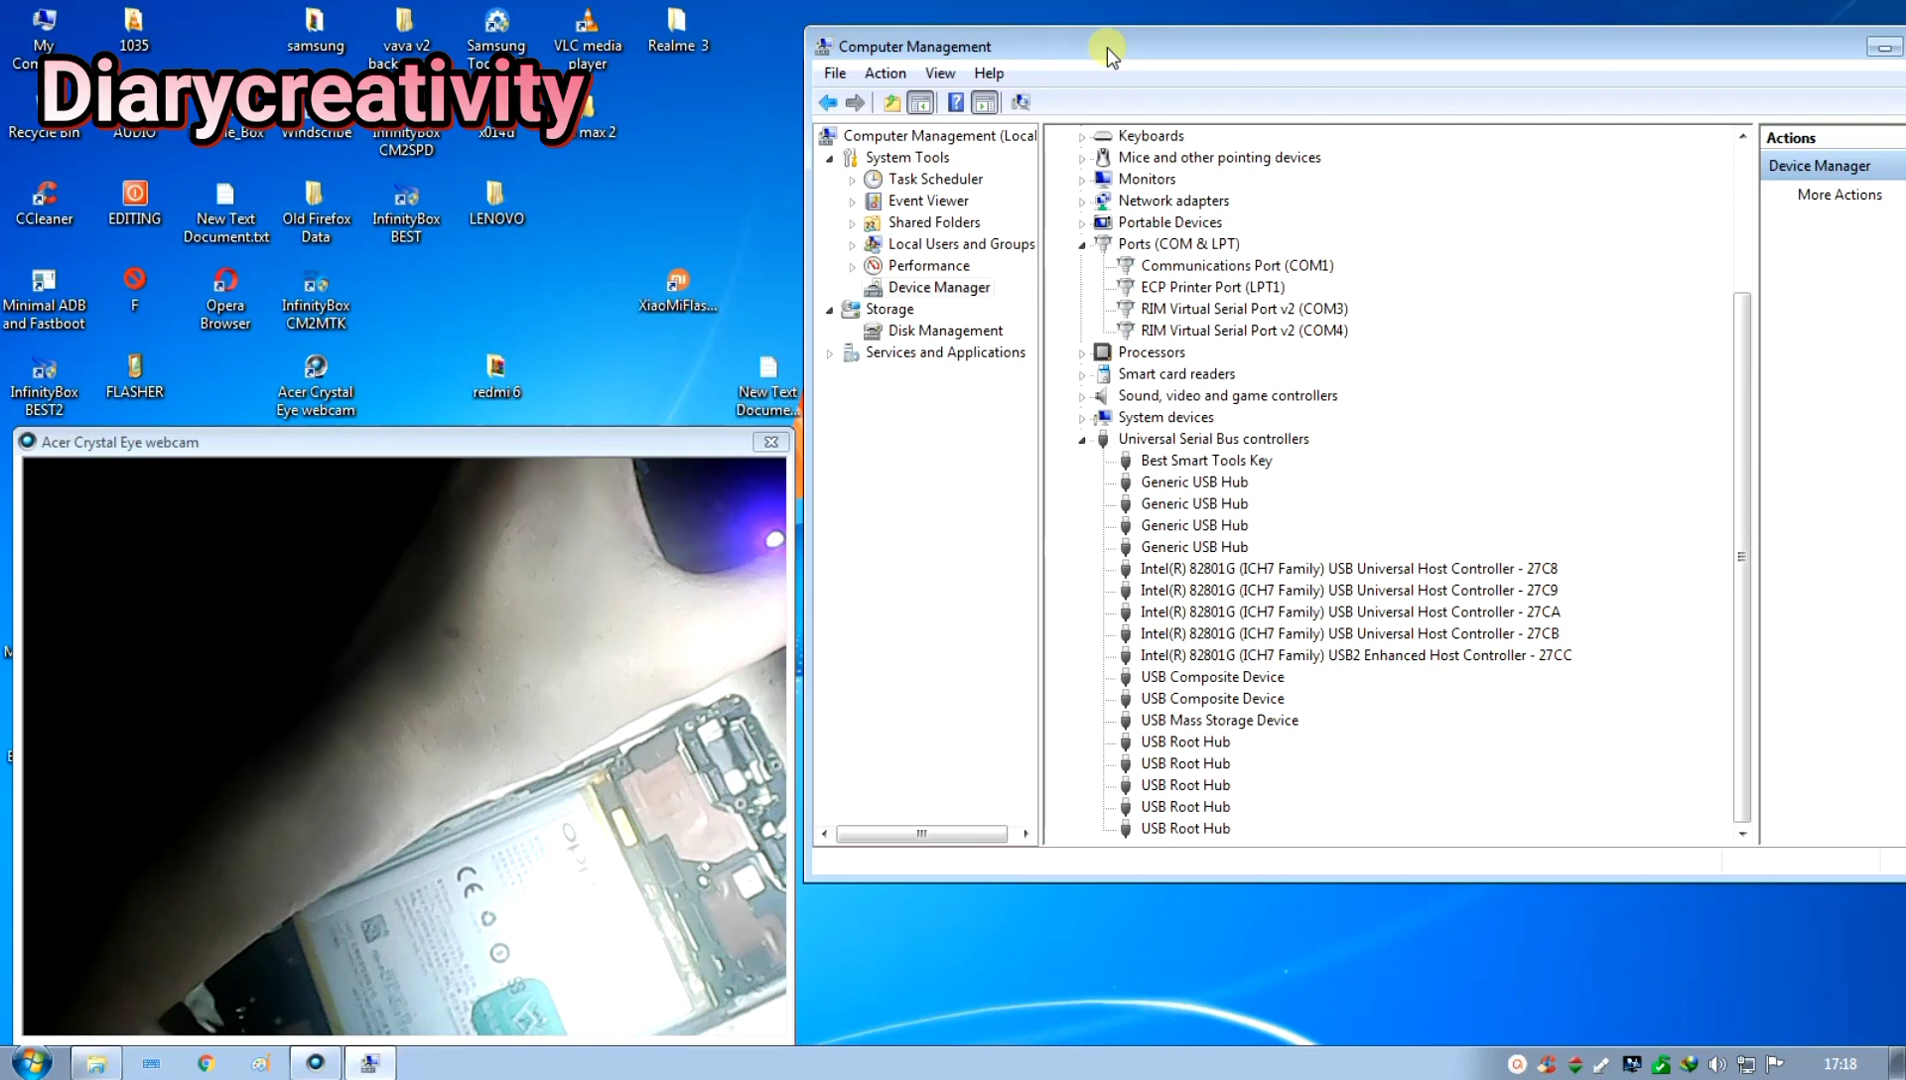 My
1035
samsung
vava v2
Samsung
VLC media
player
Realme 3
Diarycreativity
Recycle Bin
AUDIO
Windscribe
InfinityBox
CM2SPD
x014d
max 2
CCleaner
EDITING
New Text
Document.txt
Old Firefox
Data
InfinityBox
BEST
LENOVO
Minimal ADB
and Fastboot
F
Opera
Browser
InfinityBox
CM2MTK
XiaoMiFlas...
InfinityBox
BEST2
FLASHER
Acer Crystal
Eye webcam
redmi 6
New Text
Docume...
Acer Crystal Eye webcam
CE
Computer Management
File Action View Help
Computer Management (Local
System Tools
Task Scheduler
Event Viewer
Shared Folders
Local Users and Groups
Performance
Device Manager
Storage
Disk Management
Services and Applications
Keyboards
Mice and other pointing devices
Monitors
Network adapters
Portable Devices
Ports (COM & LPT)
Communications Port (COM1)
ECP Printer Port (LPT1)
RIM Virtual Serial Port v2 (COM3)
RIM Virtual Serial Port v2 (COM4)
Processors
Smart card readers
Sound, video and game controllers
System devices
Universal Serial Bus controllers
Best Smart Tools Key
Generic USB Hub
Generic USB Hub
Generic USB Hub
Generic USB Hub
Intel(R) 82801G (ICH7 Family) USB Universal Host Controller - 27C8
Intel(R) 82801G (ICH7 Family) USB Universal Host Controller - 27C9
Intel(R) 82801G (ICH7 Family) USB Universal Host Controller - 27CA
Intel(R) 82801G (ICH7 Family) USB Universal Host Controller - 27CB
Intel(R) 82801G (ICH7 Family) USB2 Enhanced Host Controller - 27CC
USB Composite Device
USB Composite Device
USB Mass Storage Device
USB Root Hub
USB Root Hub
USB Root Hub
USB Root Hub
USB Root Hub
Actions
Device Manager
More Actions
17:18